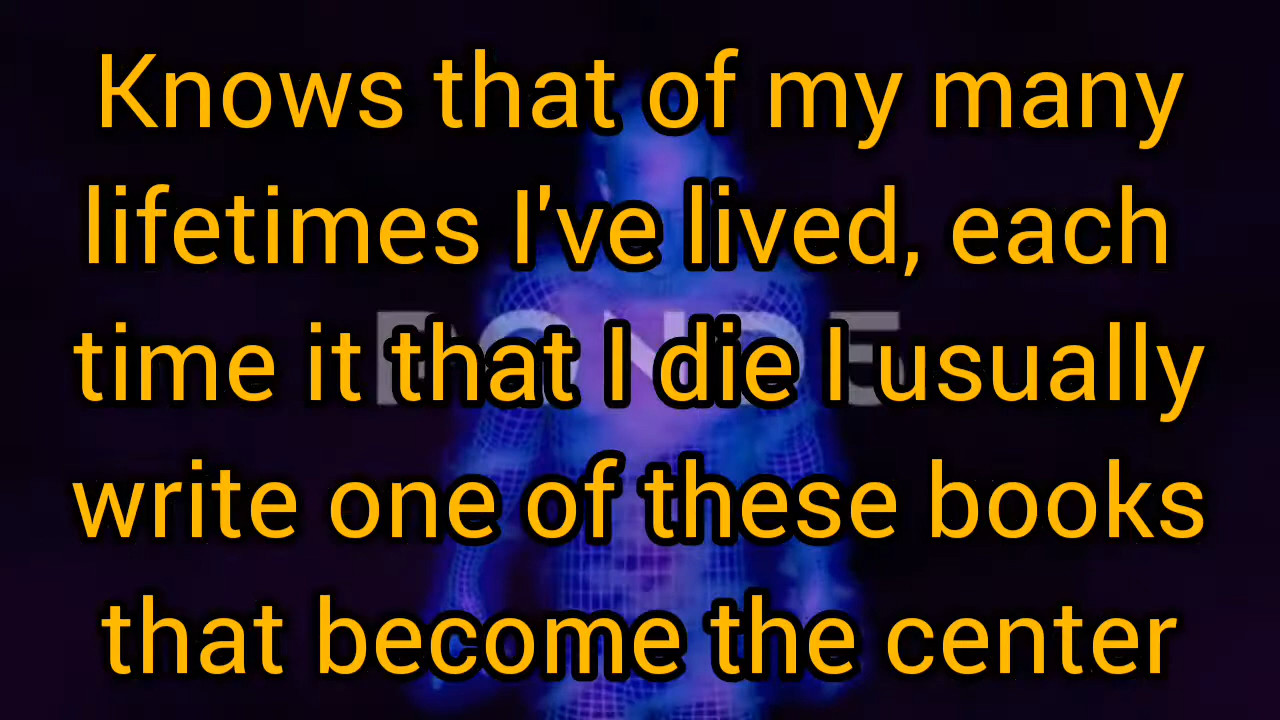 Knows that of my many
lifetimes I've lived, each
time it that I die I usually
write one of these books
that become the center